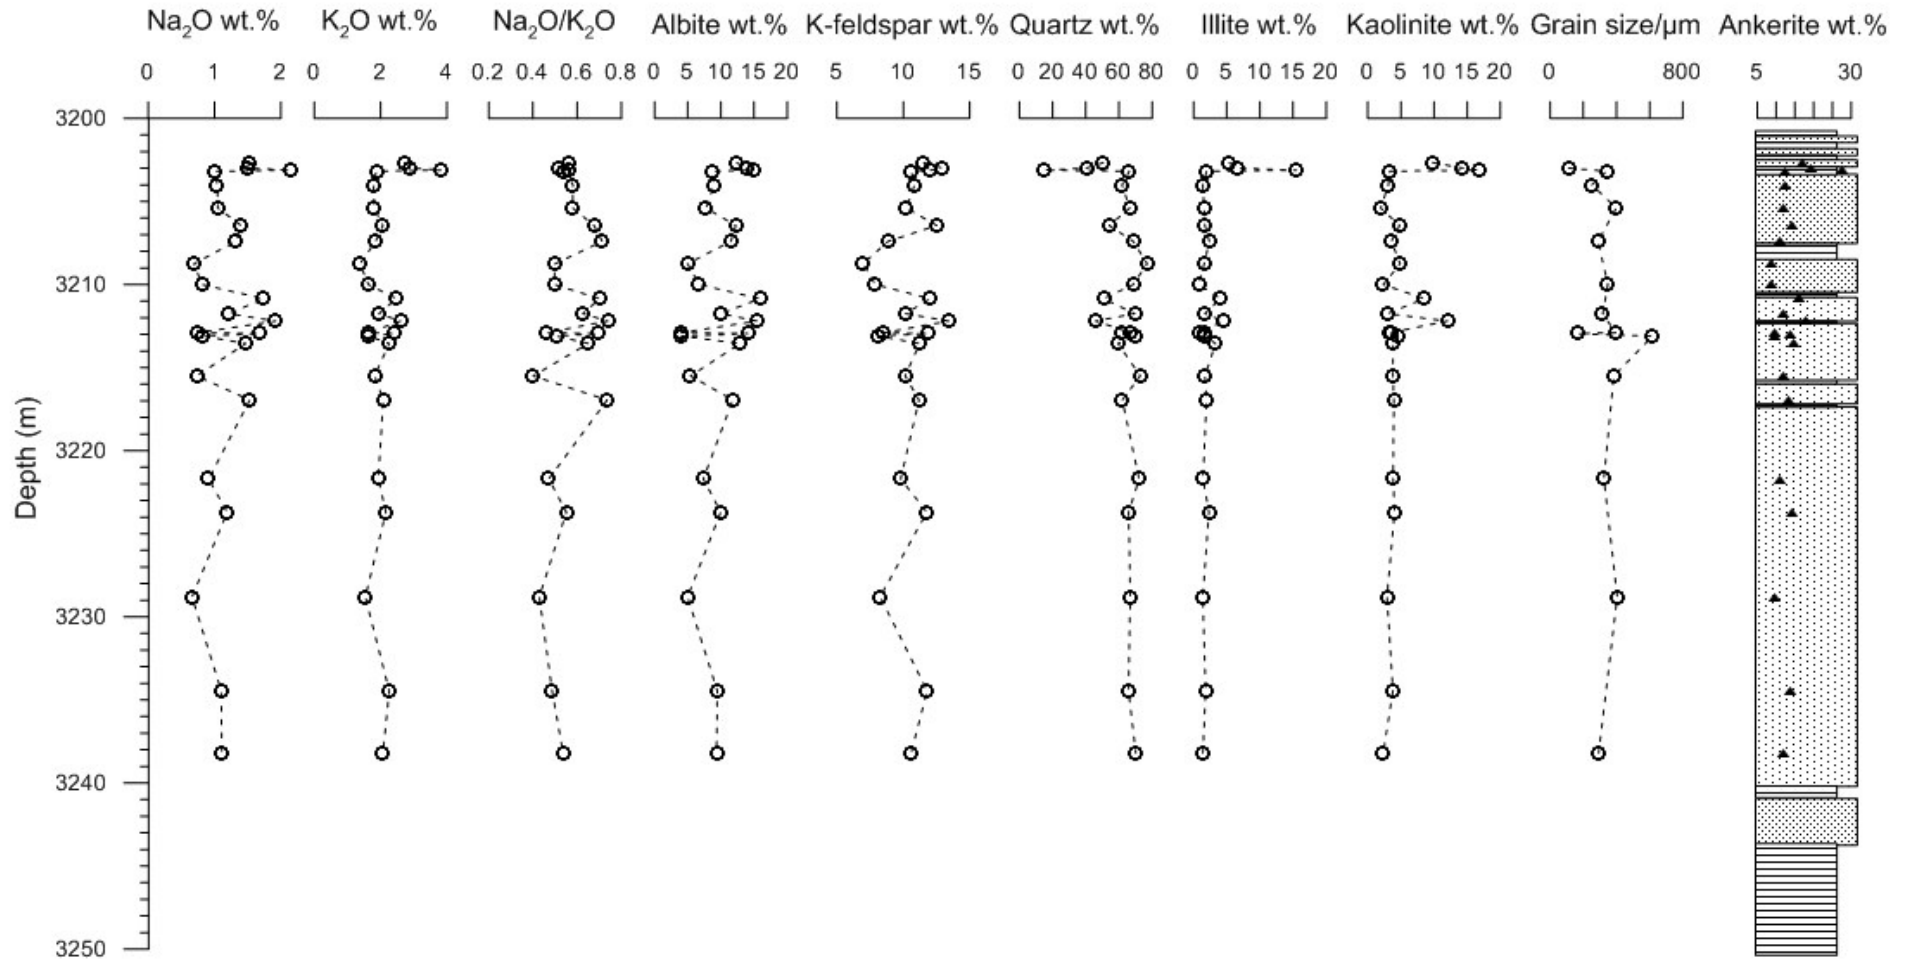 Na₂O wt.% K₂O wt.% Na₂O/K₂O Albite wt.% K-feldspar wt.% Quartz wt.% Illite wt.% Kaolinite wt.% Grain size/µm Ankerite wt.%
0 1 2 0 2 4 0.2 0.4 0.6 0.8 0 5 10 15 20 5 10 15 0 20 40 60 80 0 5 10 15 20 0 5 10 15 20 0 800 5 30
3200
3210
3220
Depth (m)
3230
3240
3250